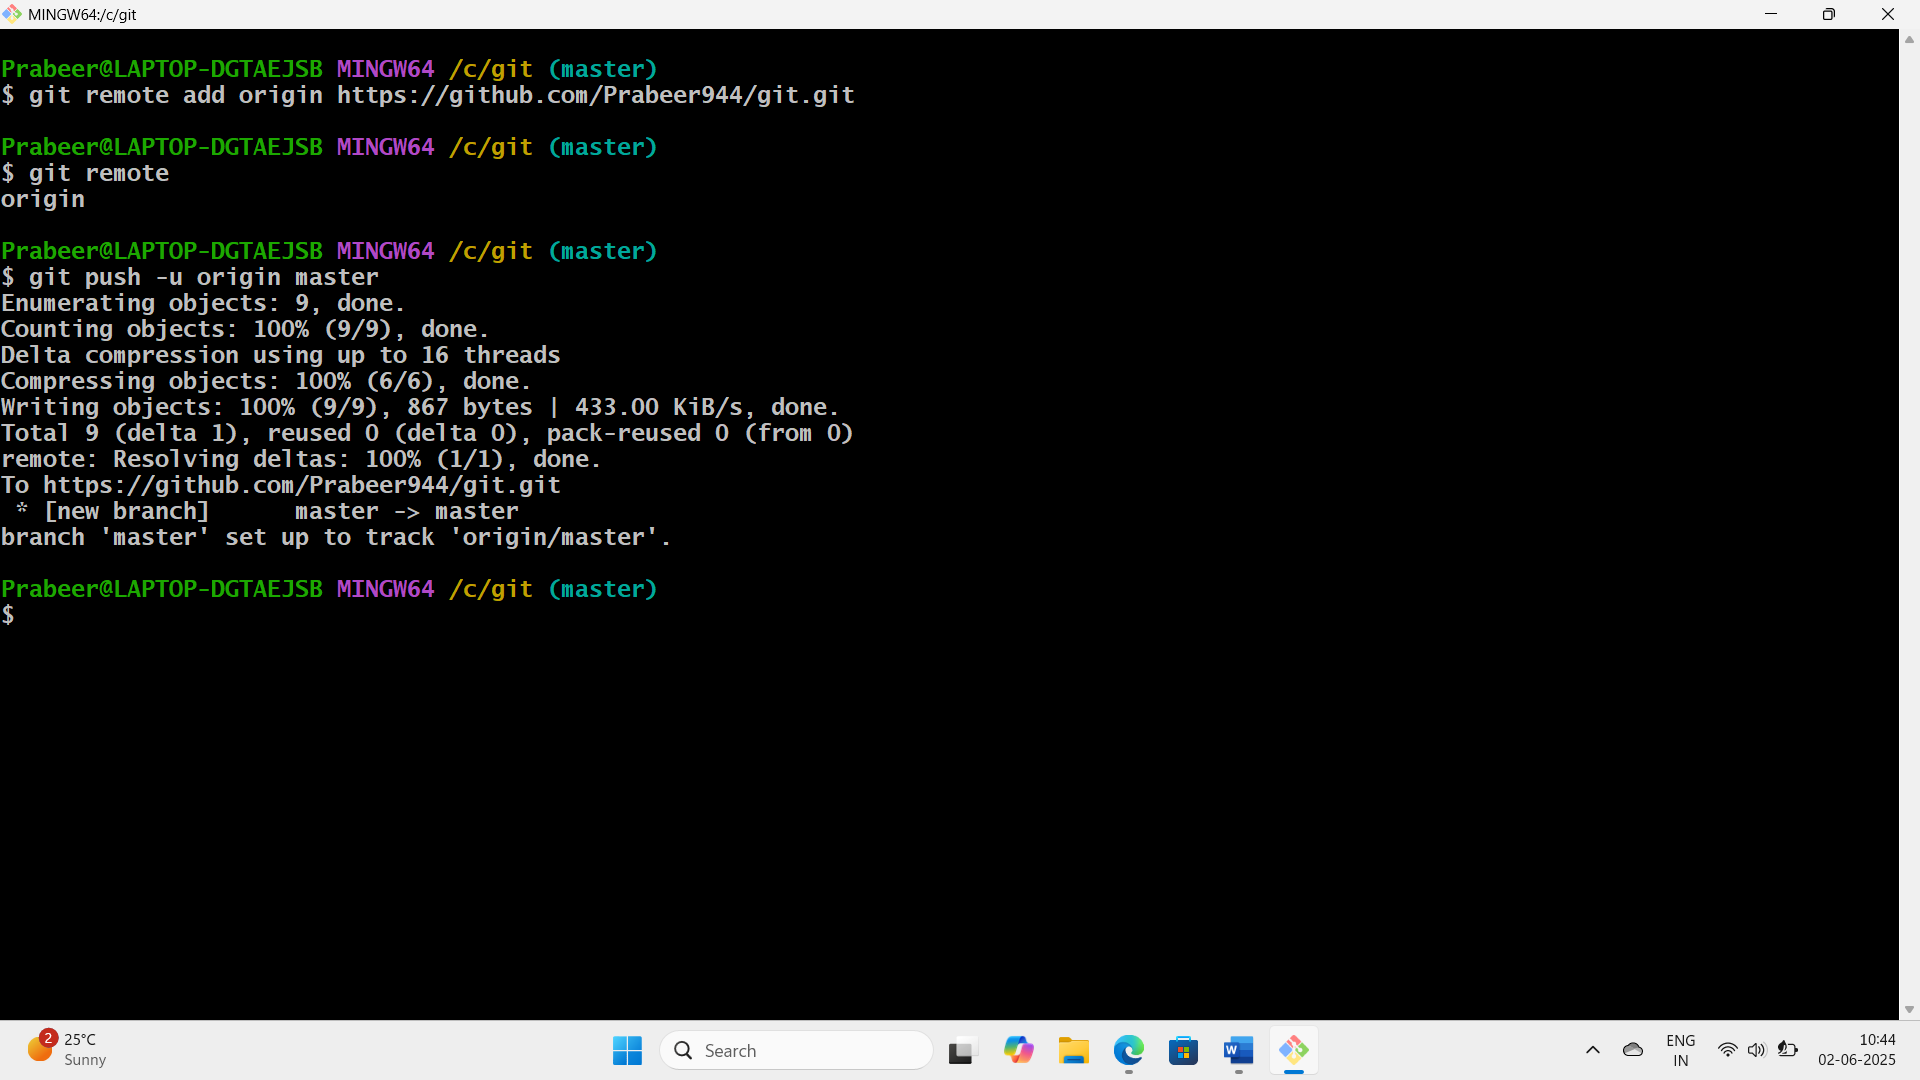 MINGW64:/c/git
Prabeer@LAPTOP-DGTAEJSB MINGW64 /c/git (master)
$ git remote add origin https://github.com/Prabeer944/git.git
Prabeer@LAPTOP-DGTAEJSB MINGW64 /c/git (master)
$ git remote
origin
Prabeer@LAPTOP-DGTAEJSB MINGW64 /c/git (master)
$ git push -u origin master
Enumerating objects: 9, done.
Counting objects: 100% (9/9), done.
Delta compression using up to 16 threads
Compressing objects: 100% (6/6), done.
Writing objects: 100% (9/9), 867 bytes | 433.00 KiB/s, done.
Total 9 (delta 1), reused 0 (delta 0), pack-reused 0 (from 0)
remote: Resolving deltas: 100% (1/1), done.
To https://github.com/Prabeer944/git.git
 * [new branch]      master -> master
branch 'master' set up to track 'origin/master'.
Prabeer@LAPTOP-DGTAEJSB MINGW64 /c/git (master)
$
2
25°C
Sunny
Search
W
ENG
IN
10:44
02-06-2025